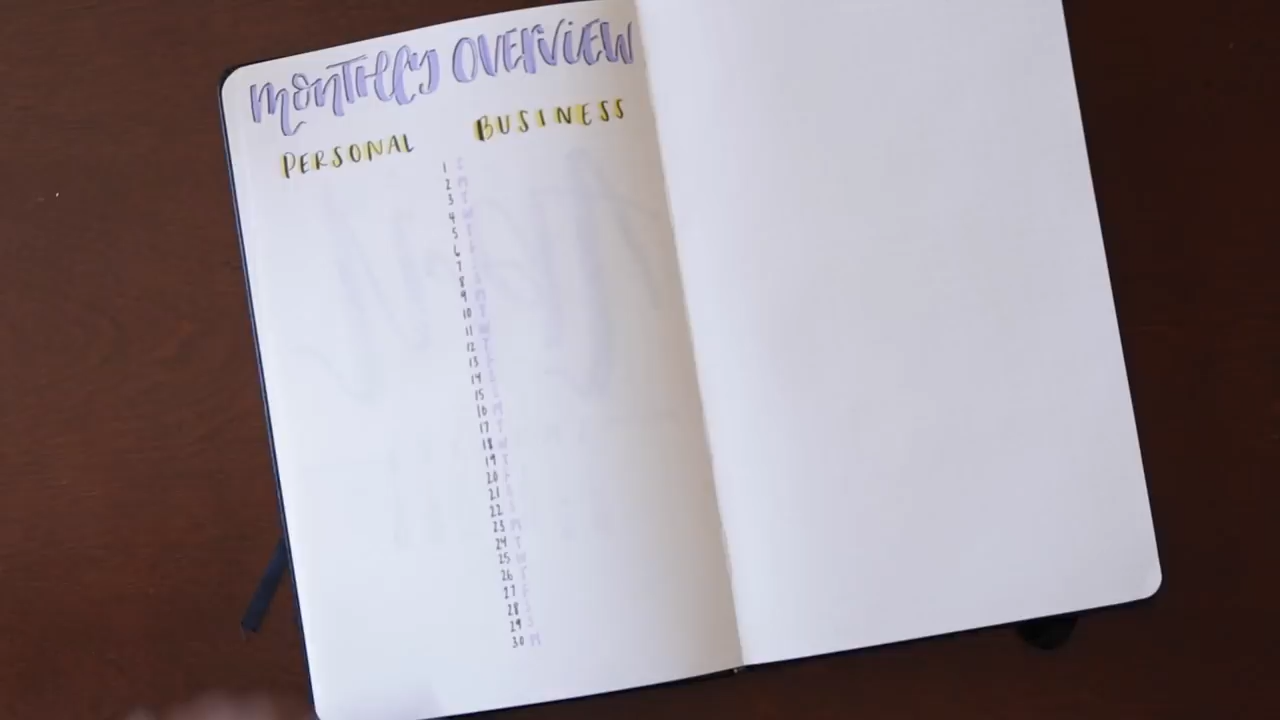 monthly OVERVIEW
PERSONAL BUSINESS
1 S
2 M
3 T
4 W
5 T
6 F
7 S
8 S
9 M
10 T
11 W
12 T
13 F
14 S
15 S
16 M
17 T
18 W
19 T
20 F
21 S
22 S
23 M
24 T
25 W
26 T
27 F
28 S
29 S
30 M